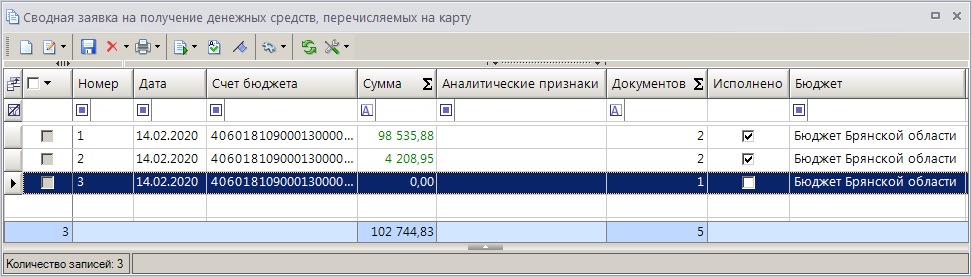 Сводная заявка на получение денежных средств, перечисляемых на карту
Номер Дата Счет бюджета Сумма Σ Аналитические признаки Документов Σ Исполнено Бюджет
A A
1 14.02.2020 406018109000130000... 98 535,88 2 Бюджет Брянской области
2 14.02.2020 406018109000130000... 4 208,95 2 Бюджет Брянской области
3 14.02.2020 406018109000130000... 0,00 1 Бюджет Брянской области
3 102 744,83 5
Количество записей: 3